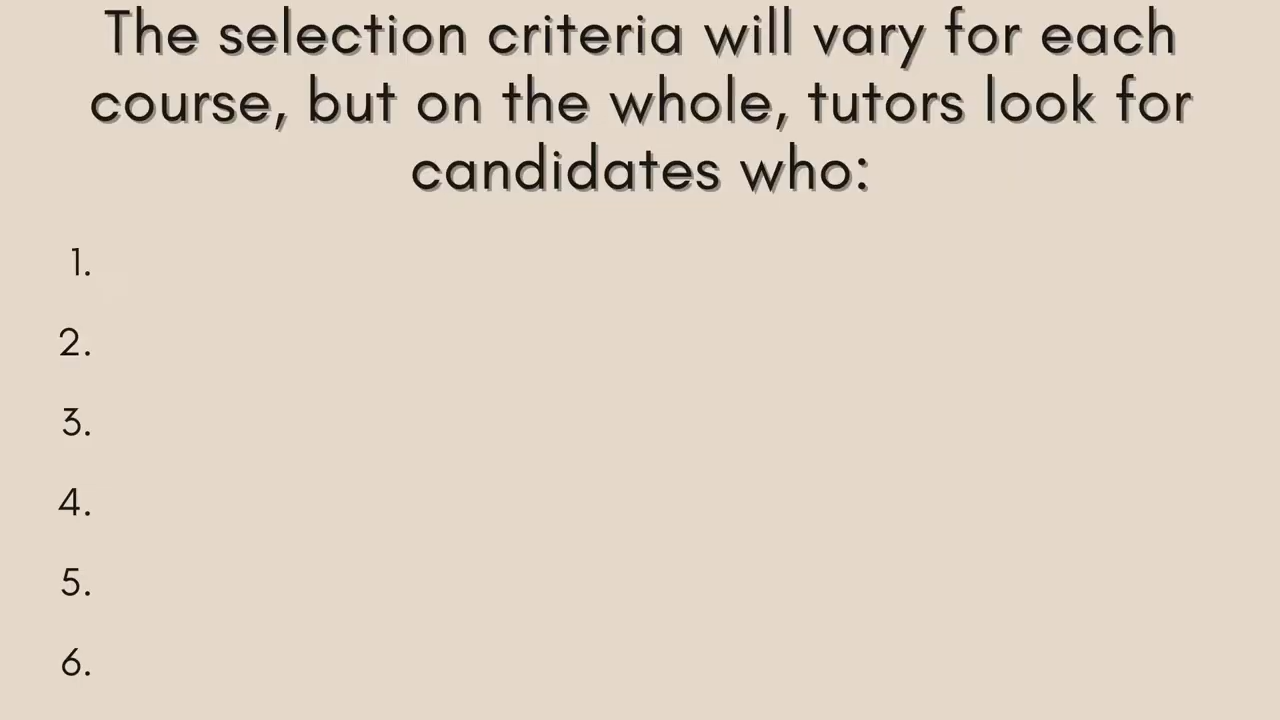 The selection criteria will vary for each
course, but on the whole, tutors look for
candidates who:
1.
2.
3.
4.
5.
6.